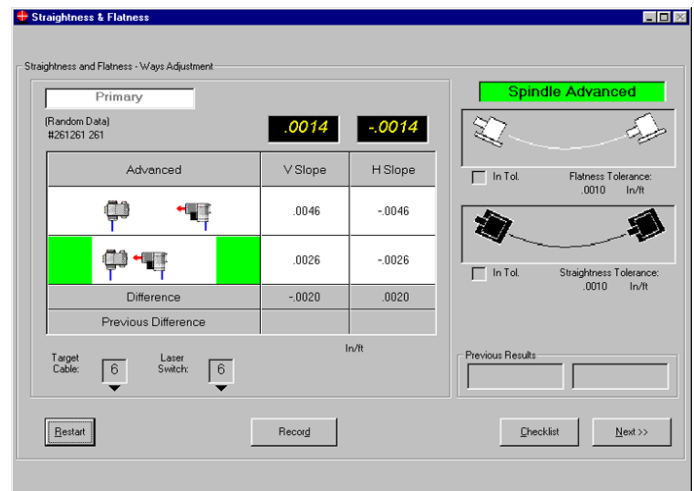 Straightness & Flatness
Straightness and Flatness - Ways Adjustment
Primary
(Random Data)
#261261 261
.0014 -.0014
Advanced V Slope H Slope
.0046 -.0046
.0026 -.0026
Difference -.0020 .0020
Previous Difference
In/ft
Target Cable: 6 Laser Switch: 6
Spindle Advanced
In Tol. Flatness Tolerance:
.0010 In/ft
In Tol. Straightness Tolerance:
.0010 In/ft
Previous Results
Restart Record Checklist Next >>